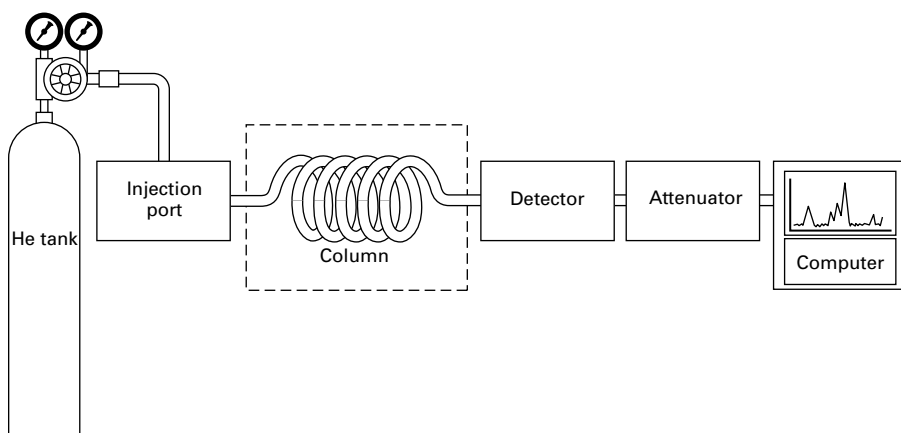 He tank
Injection
port
Column
Detector
Attenuator
Computer